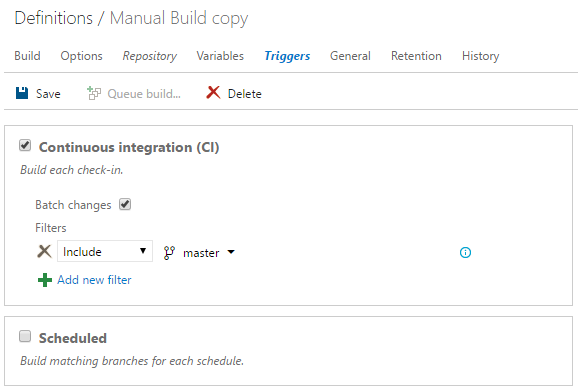 Definitions / Manual Build copy
Build Options Repository Variables Triggers General Retention History
Save Queue build... Delete
Continuous integration (CI)
Build each check-in.
Batch changes
Filters
Include master
Add new filter
Scheduled
Build matching branches for each schedule.